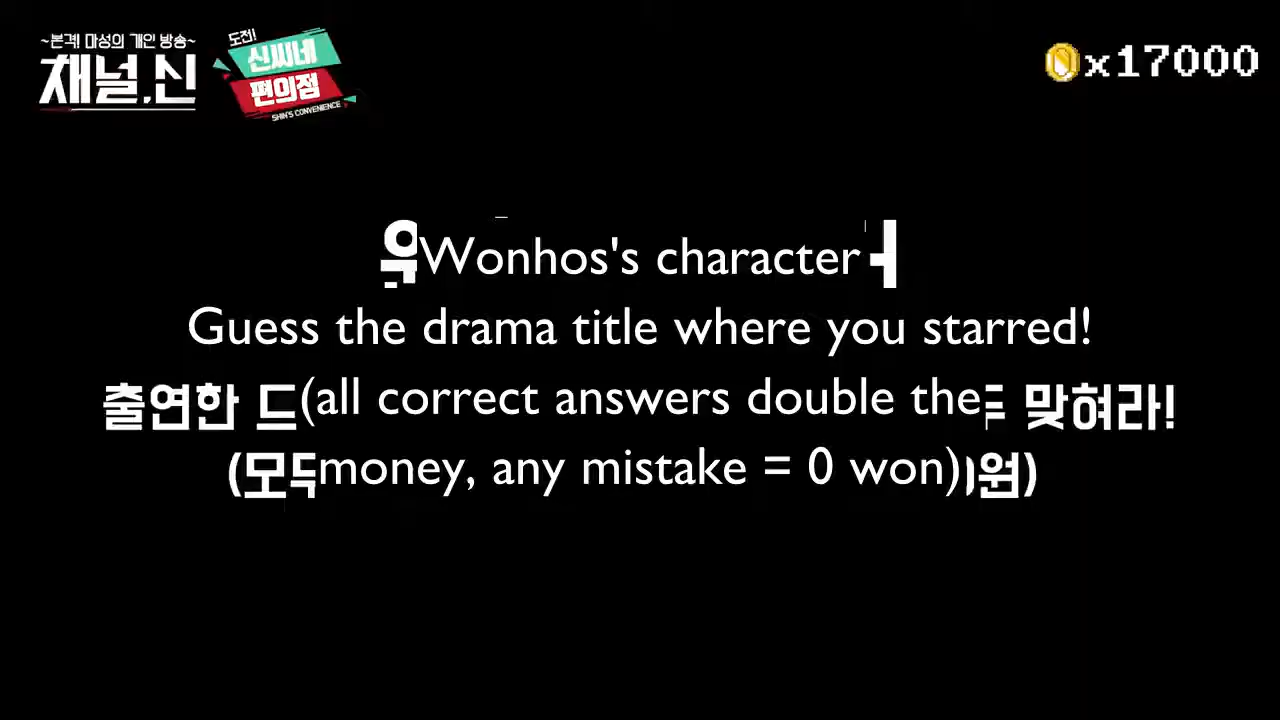 ~본격! 마성의 개인 방송~
채널.신
도전!
신씨네
편의점
SHIN'S CONVENIENCE
x17000
Wonhos's character
Guess the drama title where you starred!
출연한 드(all correct answers double the 맞혀라!
(모두money, any mistake = 0 won)원)